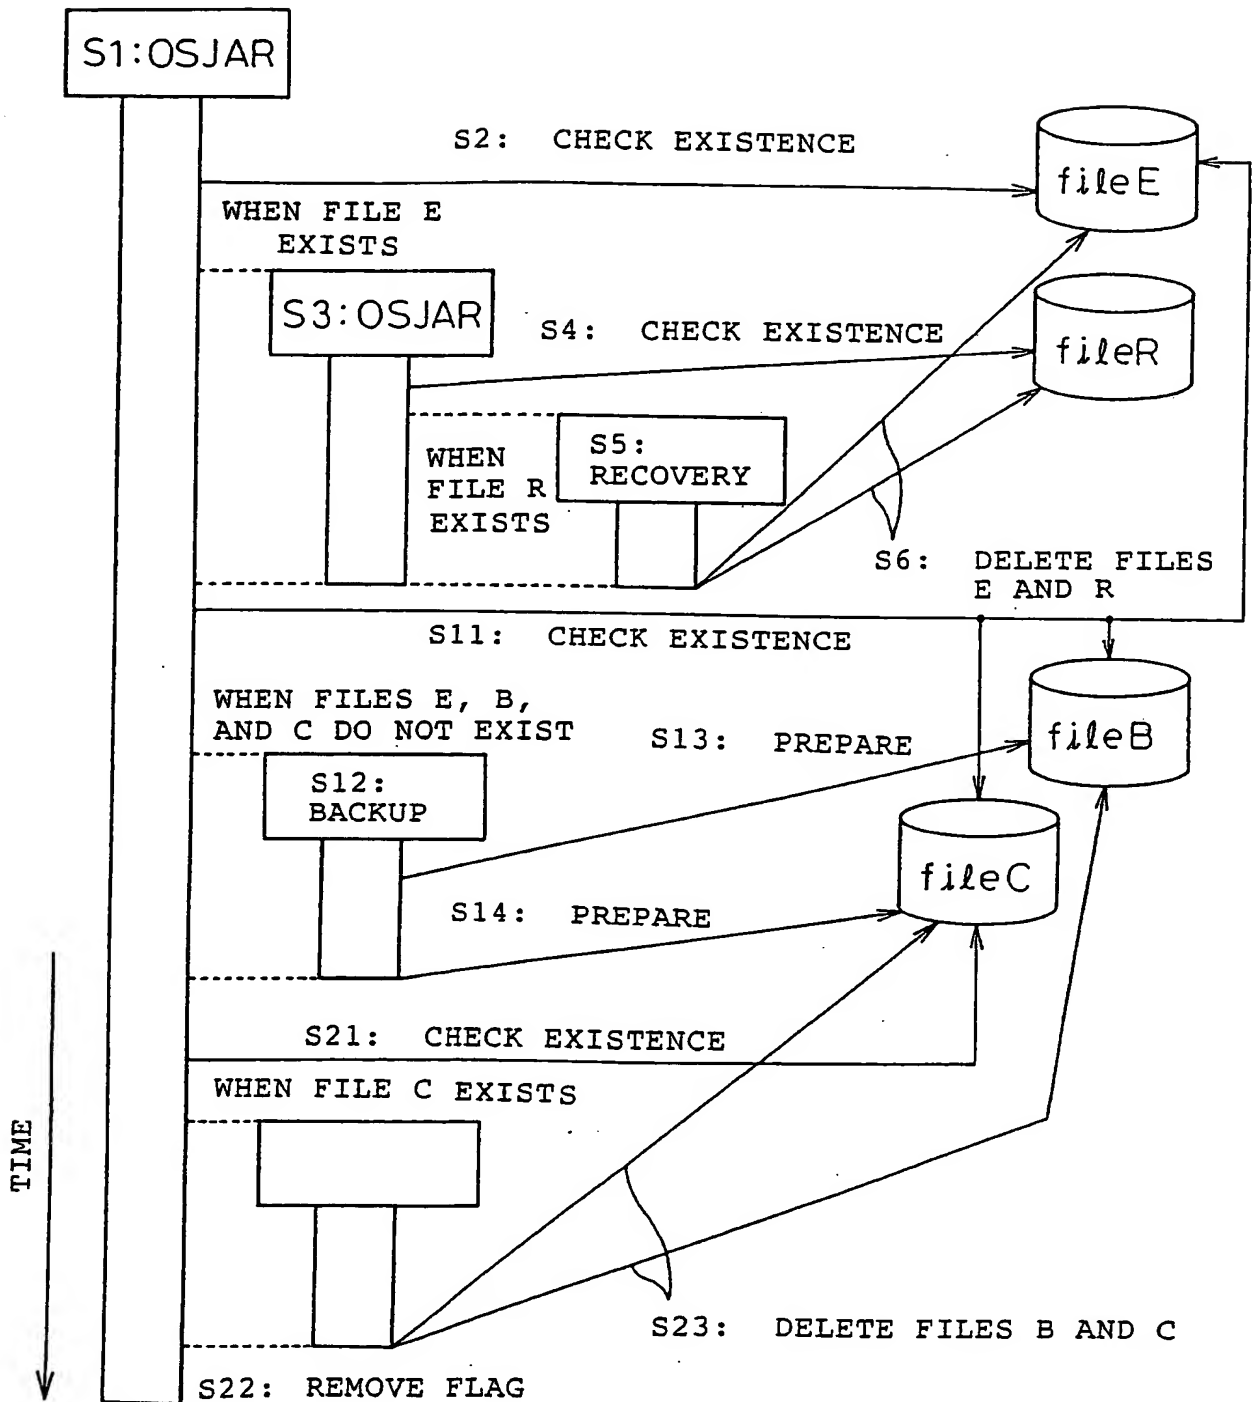 S1:OSJAR
S2: CHECK EXISTENCE
fileE
WHEN FILE E
EXISTS
S3:OSJAR
S4: CHECK EXISTENCE
fileR
WHEN
FILE R
EXISTS
S5:
RECOVERY
S6: DELETE FILES
E AND R
S11: CHECK EXISTENCE
WHEN FILES E, B,
AND C DO NOT EXIST
S13: PREPARE
fileB
S12:
BACKUP
fileC
S14: PREPARE
S21: CHECK EXISTENCE
WHEN FILE C EXISTS
TIME
S23: DELETE FILES B AND C
S22: REMOVE FLAG